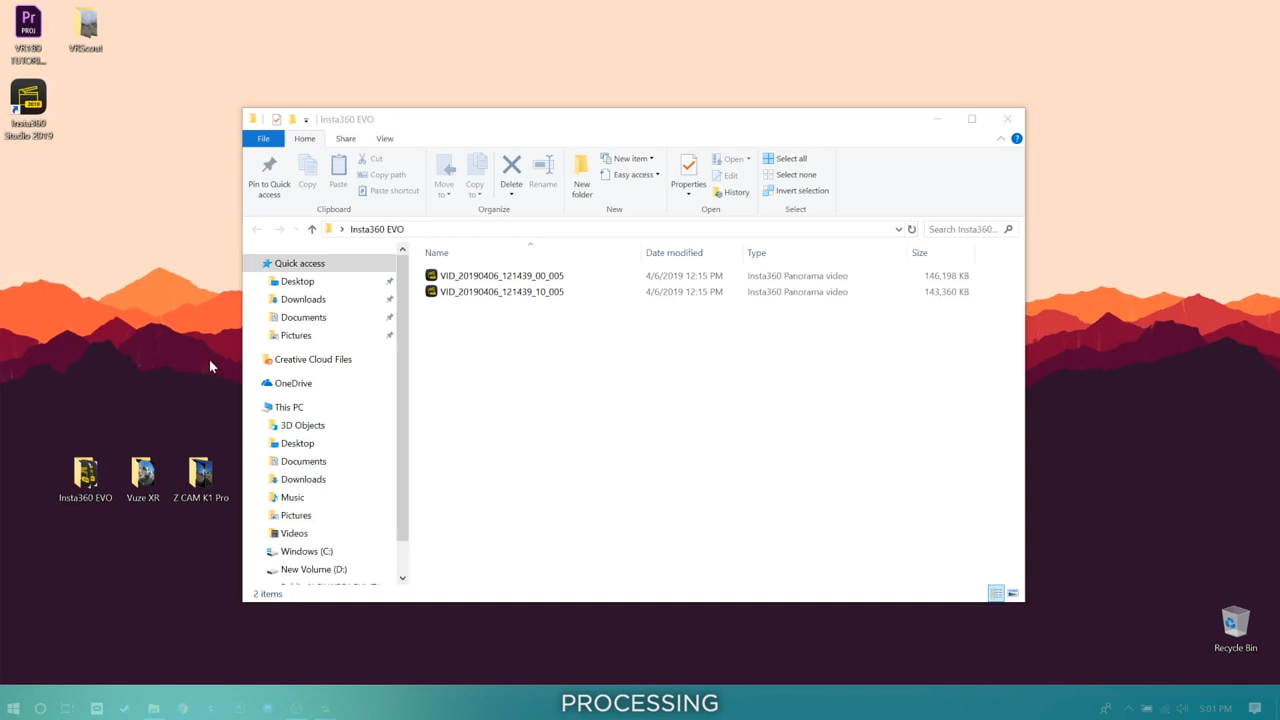 Pr
PROJ
VR180
TUTORI...
VRScout
2019
Insta360
Studio 2019
Insta360 EVO
File
Home
Share
View
Pin to Quick
access
Copy
Paste
Cut
Copy path
Paste shortcut
Clipboard
Move
to
Copy
to
Delete
Rename
Organize
New
folder
New item
Easy access
New
Properties
Open
Edit
History
Open
Select all
Select none
Invert selection
Select
Insta360 EVO
Search Insta360...
Quick access
Desktop
Downloads
Documents
Pictures
Creative Cloud Files
OneDrive
This PC
3D Objects
Desktop
Documents
Downloads
Music
Pictures
Videos
Windows (C:)
New Volume (D:)
Name
Date modified
Type
Size
VID_20190406_121439_00_005
4/6/2019 12:15 PM
Insta360 Panorama video
146,198 KB
VID_20190406_121439_10_005
4/6/2019 12:15 PM
Insta360 Panorama video
143,360 KB
2 items
Insta360 EVO
Vuze XR
Z CAM K1 Pro
Recycle Bin
PROCESSING
5:01 PM